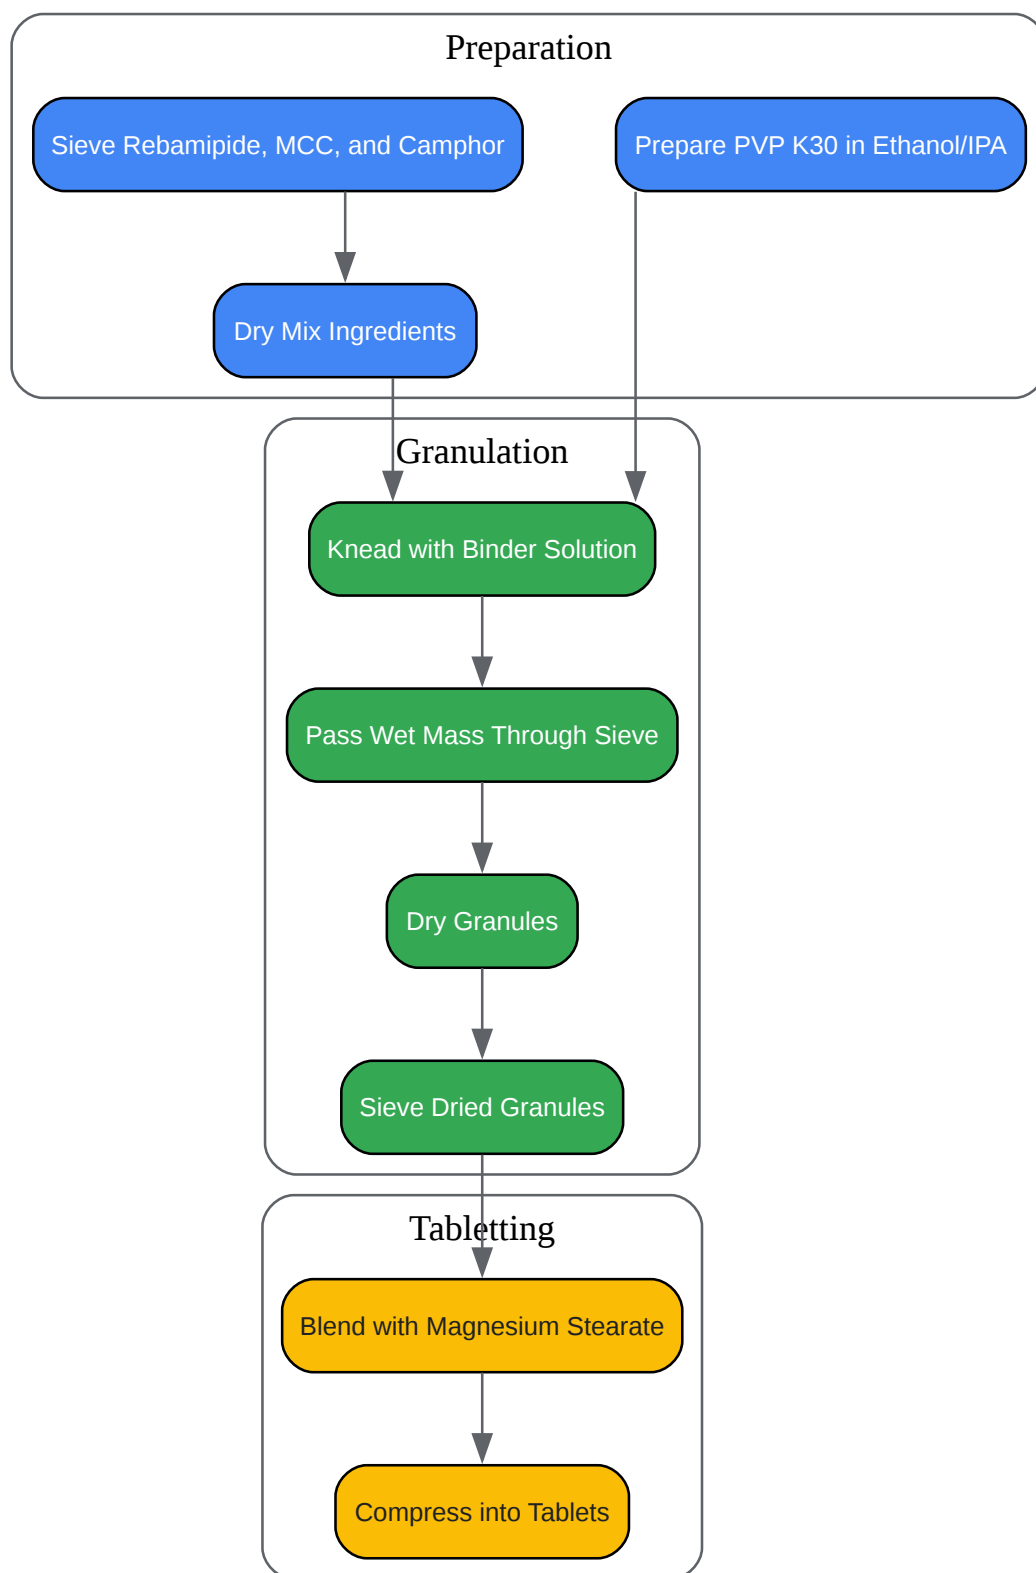 Preparation
Sieve Rebamipide, MCC, and Camphor
Prepare PVP K30 in Ethanol/IPA
Dry Mix Ingredients
Granulation
Knead with Binder Solution
Pass Wet Mass Through Sieve
Dry Granules
Sieve Dried Granules
Tabletting
Blend with Magnesium Stearate
Compress into Tablets